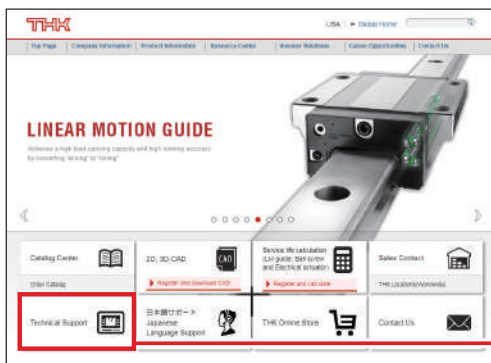 THK
USA Global Home
Top Page Company Information Product Information Resource Center Investor Relations Career Opportunities Contact Us
LINEAR MOTION GUIDE
Achieves a high load-carrying capacity and high running accuracy
by converting "sliding" to "rolling"
Catalog Center
Order Catalog
2D, 3D-CAD
CAD
Register and download CAD
Service life calculation
(LM guide, Ball screw
and Electrical actuator)
Register and calculate
Sales Contact
THK Locations Worldwide
Technical Support
日本語サポート
Japanese
Language Support
THK Online Store
Contact Us